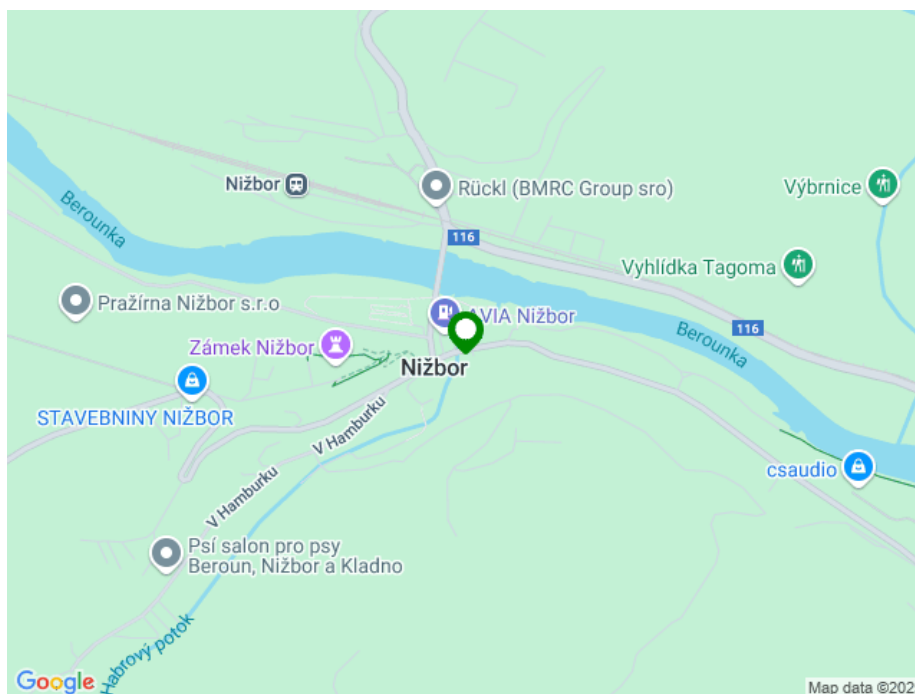 Nižbor
Rückl (BMRC Group sro)
Výbrnice
Berounka
116
Vyhlídka Tagoma
Pražírna Nižbor s.r.o
AVIA Nižbor
116
Berounka
Zámek Nižbor
Nižbor
STAVEBNINY NIŽBOR
V Hamburku
csaudio
V Hamburku
Psí salon pro psy
Beroun, Nižbor a Kladno
Habrový potok
Google
Map data ©202